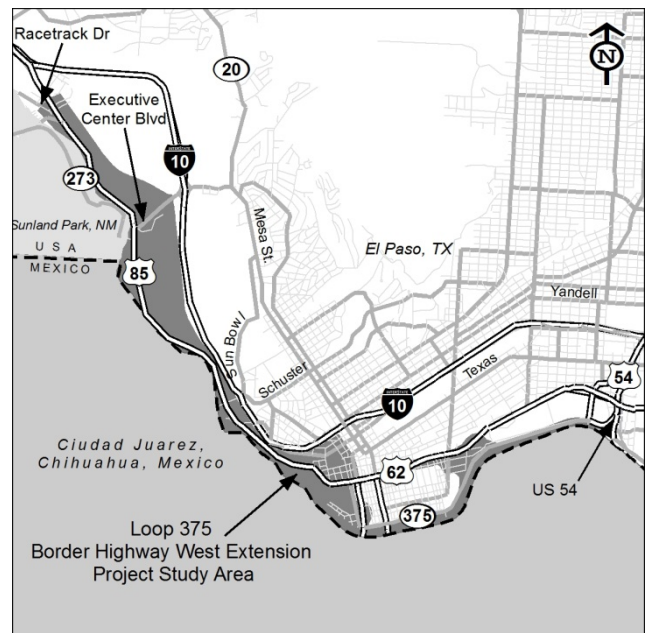 Racetrack Dr
20
N
Executive
Center Blvd
INTERSTATE
10
273
Mesa St.
Sunland Park, NM
El Paso, TX
USA
MEXICO
85
Yandell
Sun Bowl
Schuster
Texas
54
INTERSTATE
10
Ciudad Juarez,
Chihuahua, Mexico
62
US 54
375
Loop 375
Border Highway West Extension
Project Study Area